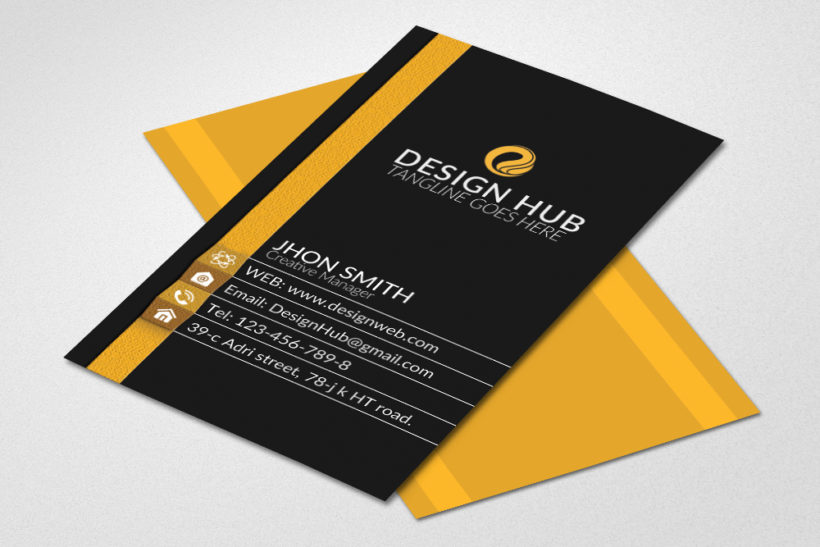 DESIGN HUB
TANGLINE GOES HERE
JHON SMITH
Creative Manager
WEB: www.designweb.com
Email: DesignHub@gmail.com
Tel: 123-456-789-8
39-c Adri street, 78-j k HT road.